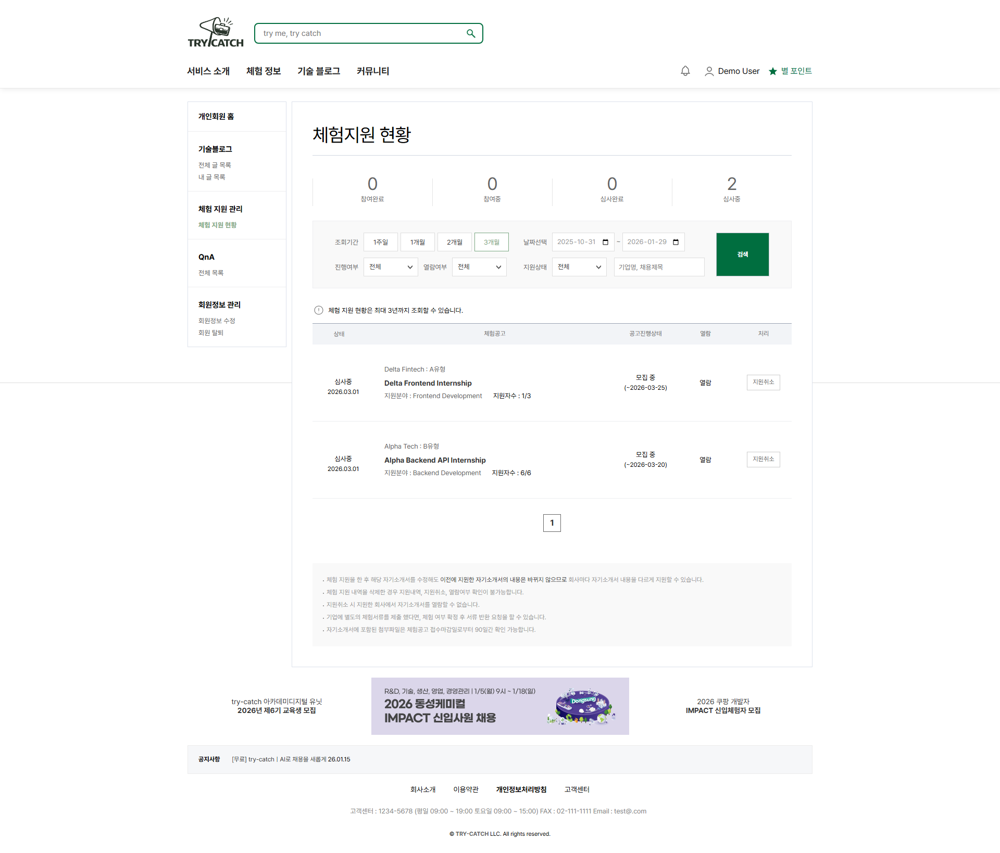 TRY CATCH
try me, try catch
서비스 소개 체험 정보 기술 블로그 커뮤니티
Demo User 별 포인트
개인회원 홈
기술블로그
전체 글 목록
내 글 목록
체험 지원 관리
체험 지원 현황
QnA
전체 목록
회원정보 관리
회원정보 수정
회원 탈퇴
체험지원 현황
0 0 0 2
참여완료 참여중 심사완료 심사중
조회기간 1주일 1개월 2개월 3개월 날짜선택 2025-10-31 ~ 2026-01-29
검색
진행여부 전체 열람여부 전체 지원상태 전체 기업명, 채용제목
체험 지원 현황은 최대 3년까지 조회할 수 있습니다.
상태 체험공고 공고진행상태 열람 처리
Delta Fintech : A유형
심사중 Delta Frontend Internship 모집 중 열람 지원취소
2026.03.01 지원분야 : Frontend Development 지원자수 : 1/3 (~2026-03-25)
Alpha Tech : B유형
심사중 Alpha Backend API Internship 모집 중 열람 지원취소
2026.03.01 지원분야 : Backend Development 지원자수 : 6/6 (~2026-03-20)
1
· 체험 지원을 한 후 해당 자기소개서를 수정해도 이전에 지원한 자기소개서의 내용은 바뀌지 않으므로 회사마다 자기소개서 내용을 다르게 지원할 수 있습니다.
· 체험 지원 내역을 삭제한 경우 지원내역, 지원취소, 열람여부 확인이 불가능합니다.
· 지원취소 시 지원한 회사에서 자기소개서를 열람할 수 없습니다.
· 기업에 별도의 체험서류를 제출 했다면, 체험 여부 확정 후 서류 반환 요청을 할 수 있습니다.
· 자기소개서에 포함된 첨부파일은 체험공고 접수마감일로부터 90일간 확인 가능합니다.
try-catch 아카데미디지털 유닛
2026년 제6기 교육생 모집
R&D, 기술, 생산, 영업, 경영관리 | 1/5(월) 9시 ~ 1/18(일)
2026 동성케미컬
IMPACT 신입사원 채용
Dongsung
2026 쿠팡 개발자
IMPACT 신입체험자 모집
공지사항 [무료] try-catch | AI로 채용을 새롭게 26.01.15
회사소개 이용약관 개인정보처리방침 고객센터
고객센터 : 1234-5678 (평일 09:00 ~ 19:00 토요일 09:00 ~ 15:00) FAX : 02-111-1111 Email : test@.com
© TRY-CATCH LLC. All rights reserved.